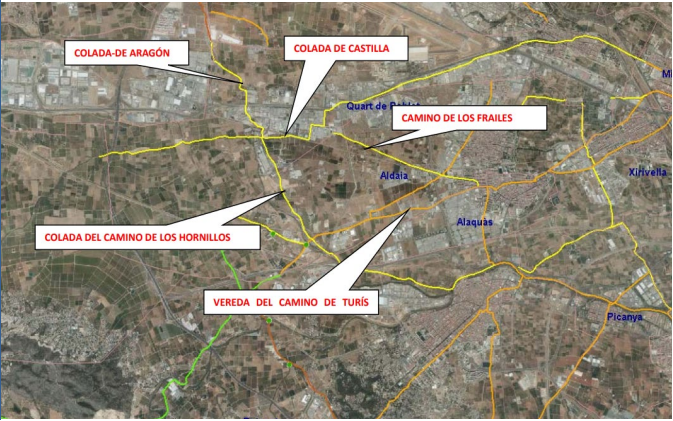 COLADA-DE ARAGÓN
COLADA DE CASTILLA
Quart de Poblet
CAMINO DE LOS FRAILES
Xirivella
Aldaia
Alaquàs
COLADA DEL CAMINO DE LOS HORNILLOS
VEREDA DEL CAMINO DE TURÍS
Picanya